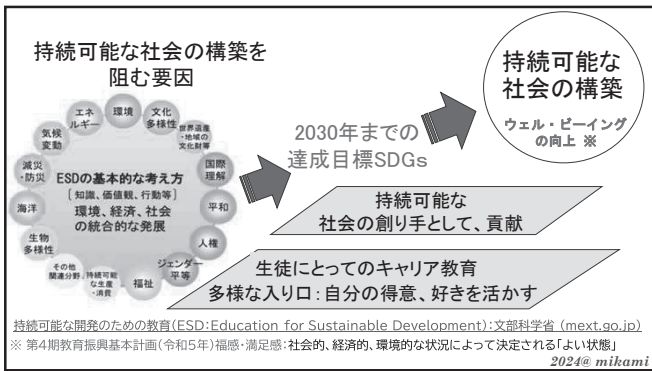 持続可能な社会の構築を
阻む要因
環境
文化
多様性
世界遺産
・地域の
文化財等
国際
理解
平和
人権
ジェンダー
平等
福祉
持続可能
な生産
・消費
その他
関連分野
生物
多様性
海洋
減災
・防災
気候
変動
エネ
ルギー
ESDの基本的な考え方
[知識、価値観、行動等]
環境、経済、社会
の統合的な発展
2030年までの
達成目標SDGs
持続可能な
社会の構築
ウェル・ビーイング
の向上 ※
持続可能な
社会の創り手として、貢献
生徒にとってのキャリア教育
多様な入り口：自分の得意、好きを活かす
持続可能な開発のための教育(ESD:Education for Sustainable Development):文部科学省 (mext.go.jp)
※ 第4期教育振興基本計画(令和5年)福感・満足感：社会的、経済的、環境的な状況によって決定される「よい状態」
2024@ mikami